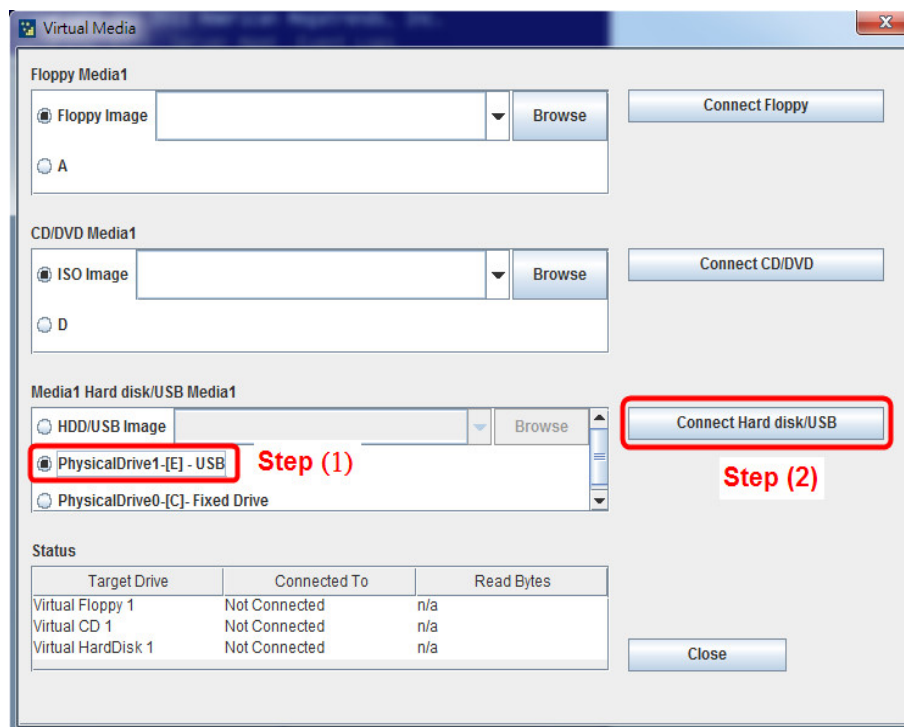 Virtual Media
Floppy Media1
Floppy Image Browse Connect Floppy
A
CD/DVD Media1
ISO Image Browse Connect CD/DVD
D
Media1 Hard disk/USB Media1
HDD/USB Image Browse Connect Hard disk/USB
PhysicalDrive1-[E] - USB Step (1)
Step (2)
PhysicalDrive0-[C]- Fixed Drive
Status
Target Drive Connected To Read Bytes
Virtual Floppy 1 Not Connected n/a
Virtual CD 1 Not Connected n/a
Virtual HardDisk 1 Not Connected n/a
Close